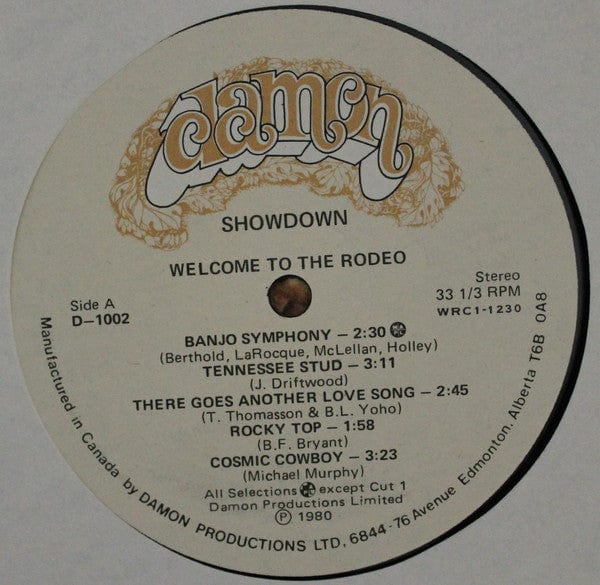 damon
SHOWDOWN
WELCOME TO THE RODEO
Side A
D-1002
Stereo
33 1/3 RPM
WRC1-1230
BANJO SYMPHONY – 2:30
(Berthold, LaRocque, McLellan, Holley)
TENNESSEE STUD – 3:11
(J. Driftwood)
THERE GOES ANOTHER LOVE SONG – 2:45
(T. Thomasson & B.L. Yoho)
ROCKY TOP – 1:58
(B.F. Bryant)
COSMIC COWBOY – 3:23
(Michael Murphy)
All Selections except Cut 1
Damon Productions Limited
Ⓟ 1980
Manufactured in Canada by DAMON PRODUCTIONS LTD, 6844-76 Avenue Edmonton, Alberta T6B 0A8